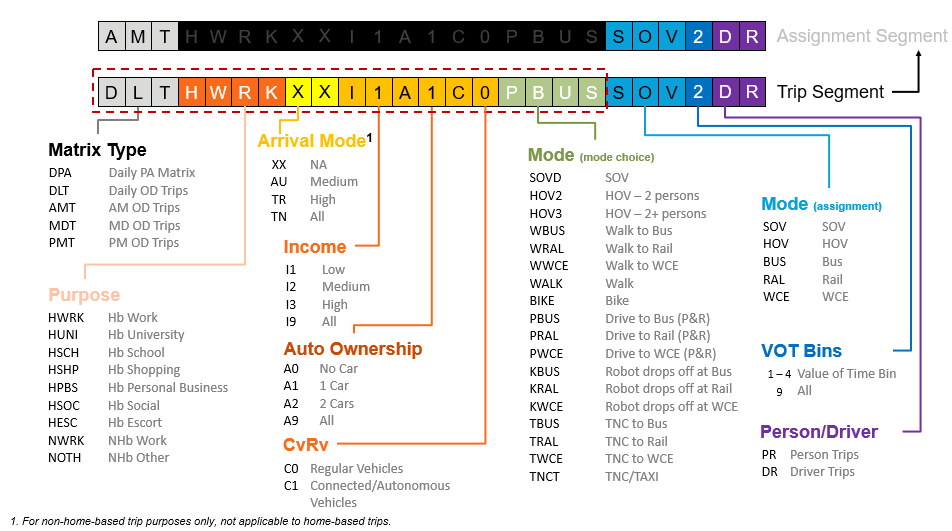 AMTHWRKXXI1A1C0PBUSSOV2DR Assignment Segment
DLTHWRKXXI1A1C0PBUSSOV2DR Trip Segment
Matrix Type
DPA Daily PA Matrix
DLT Daily OD Trips
AMT AM OD Trips
MDT MD OD Trips
PMT PM OD Trips
Purpose
HWRK Hb Work
HUNI Hb University
HSCH Hb School
HSHP Hb Shopping
HPBS Hb Personal Business
HSOC Hb Social
HESC Hb Escort
NWRK NHb Work
NOTH NHb Other
Arrival Mode1
XX NA
AU Medium
TR High
TN All
Income
I1 Low
I2 Medium
I3 High
I9 All
Auto Ownership
A0 No Car
A1 1 Car
A2 2 Cars
A9 All
CvRv
C0 Regular Vehicles
C1 Connected/Autonomous
Vehicles
Mode (mode choice)
SOVD SOV
HOV2 HOV – 2 persons
HOV3 HOV – 2+ persons
WBUS Walk to Bus
WRAL Walk to Rail
WWCE Walk to WCE
WALK Walk
BIKE Bike
PBUS Drive to Bus (P&R)
PRAL Drive to Rail (P&R)
PWCE Drive to WCE (P&R)
KBUS Robot drops off at Bus
KRAL Robot drops off at Rail
KWCE Robot drops off at WCE
TBUS TNC to Bus
TRAL TNC to Rail
TWCE TNC to WCE
TNCT TNC/TAXI
Mode (assignment)
SOV SOV
HOV HOV
BUS Bus
RAL Rail
WCE WCE
VOT Bins
1 – 4 Value of Time Bin
9 All
Person/Driver
PR Person Trips
DR Driver Trips
1. For non-home-based trip purposes only, not applicable to home-based trips.